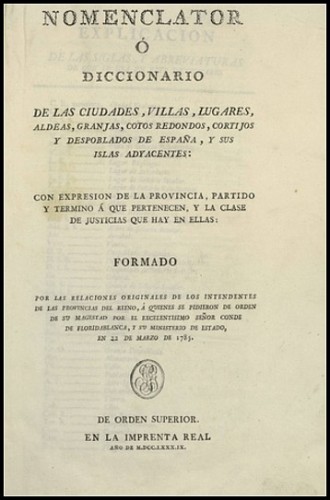 NOMENCLATOR
Ó
DICCIONARIO
DE LAS CIUDADES, VILLAS, LUGARES,
ALDEAS, GRANJAS, COTOS REDONDOS, CORTIJOS
Y DESPOBLADOS DE ESPAÑA, Y SUS
ISLAS ADYACENTES:
CON EXPRESION DE LA PROVINCIA, PARTIDO
Y TERMINO Á QUE PERTENECEN, Y LA CLASE
DE JUSTICIAS QUE HAY EN ELLAS:
FORMADO
POR LAS RELACIONES ORIGINALES DE LOS INTENDENTES
DE LAS PROVINCIAS DEL REINO, Á QUIENES SE PIDIERON DE ORDEN
DE SU MAGESTAD POR EL EXCELENTISIMO SEÑOR CONDE
DE FLORIDABLANCA, Y SU MINISTERIO DE ESTADO,
EN 22 DE MARZO DE 1785.
DE ORDEN SUPERIOR.
EN LA IMPRENTA REAL
AÑO DE M.DCC.LXXX.IX.